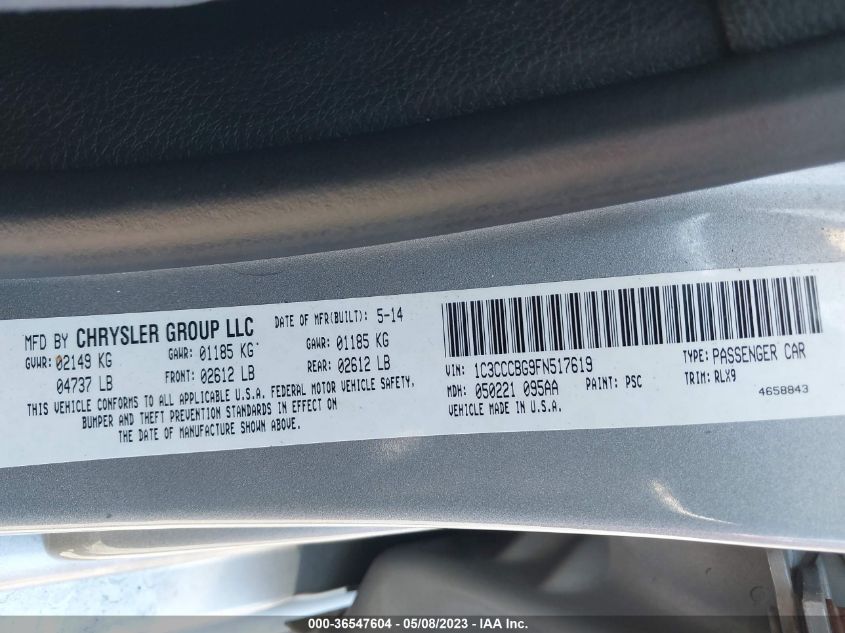 MFD BY CHRYSLER GROUP LLC DATE OF MFR(BUILT): 5-14
GVWR: 02149 KG GAWR: 01185 KG GAWR: 01185 KG
04737 LB FRONT: 02612 LB REAR: 02612 LB
THIS VEHICLE CONFORMS TO ALL APPLICABLE U.S.A. FEDERAL MOTOR VEHICLE SAFETY,
BUMPER AND THEFT PREVENTION STANDARDS IN EFFECT ON
THE DATE OF MANUFACTURE SHOWN ABOVE.
VIN: 1C3CCCBG9FN517619 TYPE: PASSENGER CAR
MDH: 050221 095AA PAINT: PSC TRIM: RLX9
VEHICLE MADE IN U.S.A. 4658843
000-36547604 - 05/08/2023 - IAA Inc.